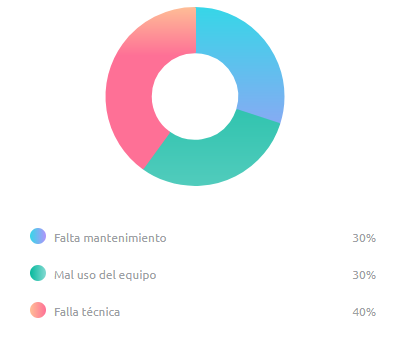 Falta mantenimiento 30%
Mal uso del equipo 30%
Falla técnica 40%